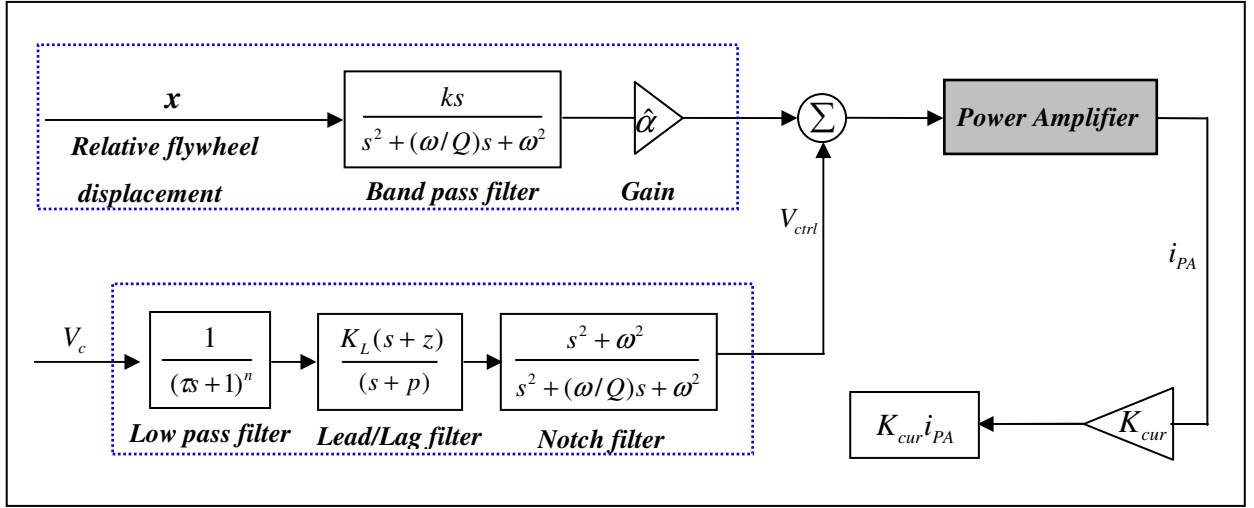 x
Relative flywheel
displacement
ks
s² + (ω/Q)s + ω²
Band pass filter
α̂
Gain
Σ
Power Amplifier
V_ctrl
i_PA
V_c
1
(τs + 1)ⁿ
Low pass filter
K_L(s + z)
(s + p)
Lead/Lag filter
s² + ω²
s² + (ω/Q)s + ω²
Notch filter
K_cur i_PA
K_cur